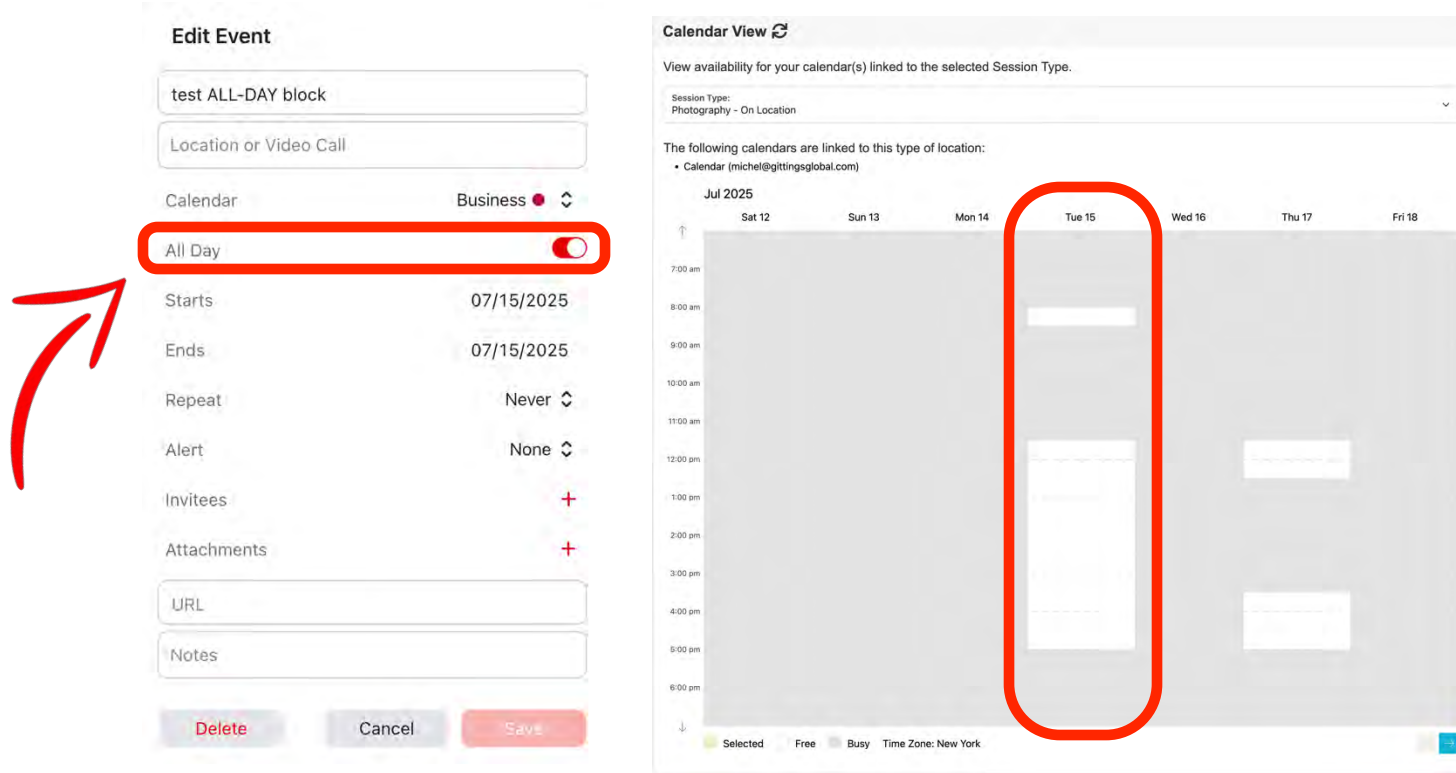 Edit Event
test ALL-DAY block
Location or Video Call
Calendar Business
All Day
Starts 07/15/2025
Ends 07/15/2025
Repeat Never
Alert None
Invitees +
Attachments +
URL
Notes
Delete Cancel Save
Calendar View
View availability for your calendar(s) linked to the selected Session Type.
Session Type:
Photography - On Location
The following calendars are linked to this type of location:
• Calendar (michel@gittingsglobal.com)
Jul 2025
Sat 12 Sun 13 Mon 14 Tue 15 Wed 16 Thu 17 Fri 18
7:00 am
8:00 am
9:00 am
10:00 am
11:00 am
12:00 pm
1:00 pm
2:00 pm
3:00 pm
4:00 pm
5:00 pm
6:00 pm
Selected Free Busy Time Zone: New York